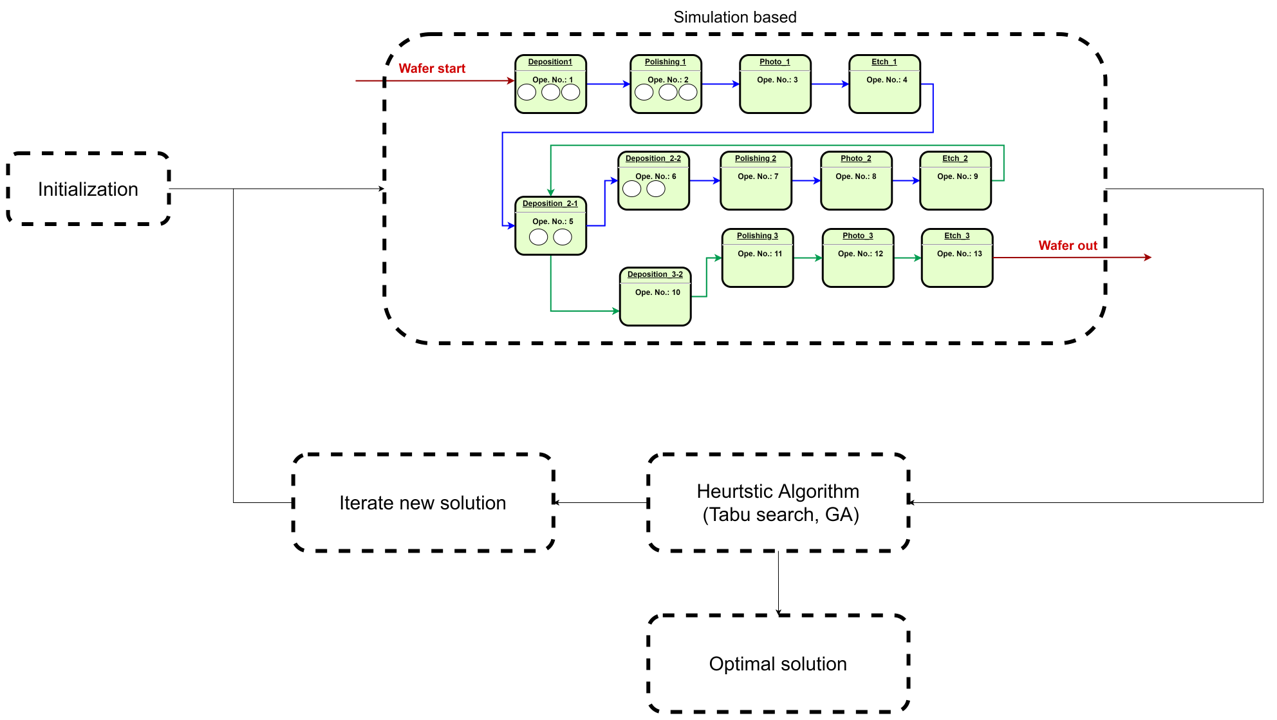 Simulation based
Wafer start
Deposition1
Ope. No.: 1
Polishing 1
Ope. No.: 2
Photo_1
Ope. No.: 3
Etch_1
Ope. No.: 4
Initialization
Deposition_2-1
Ope. No.: 5
Deposition_2-2
Ope. No.: 6
Polishing 2
Ope. No.: 7
Photo_2
Ope. No.: 8
Etch_2
Ope. No.: 9
Deposition_3-2
Ope. No.: 10
Polishing 3
Ope. No.: 11
Photo_3
Ope. No.: 12
Etch_3
Ope. No.: 13
Wafer out
Iterate new solution
Heurtstic Algorithm
(Tabu search, GA)
Optimal solution